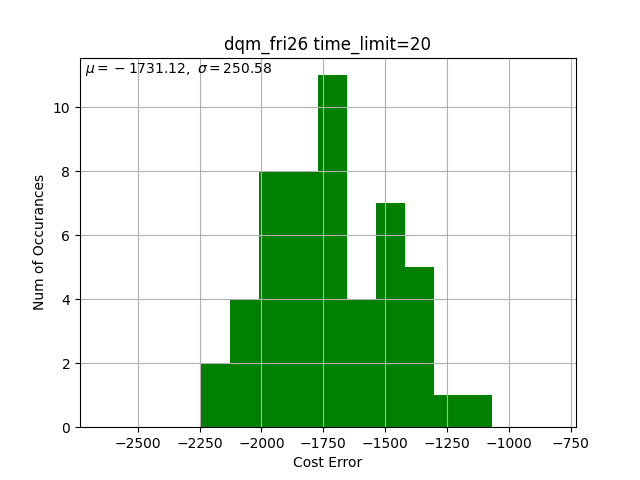 dqm_fri26 time_limit=20
μ = −1731.12, σ = 250.58
10
8
6
4
2
0
Num of Occurances
−2500 −2250 −2000 −1750 −1500 −1250 −1000 −750
Cost Error